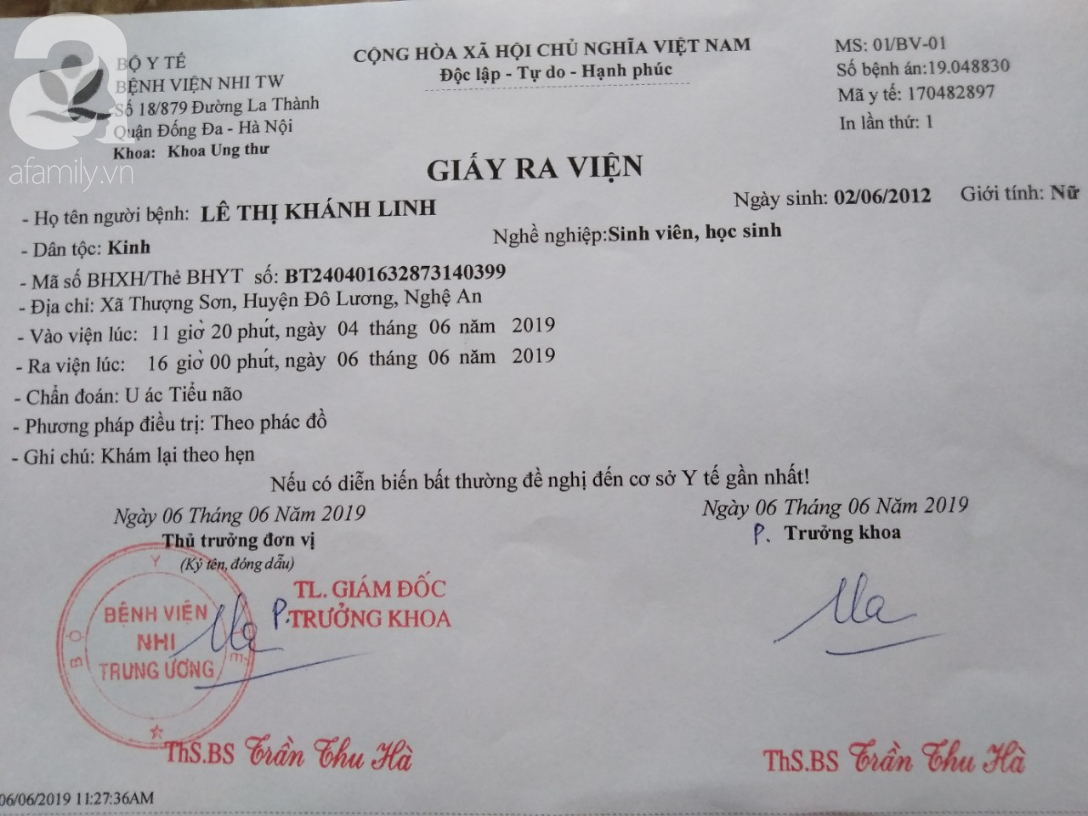 a
afamily.vn
BỘ Y TẾ
BỆNH VIỆN NHI TW
Số 18/879 Đường La Thành
Quận Đống Đa - Hà Nội
Khoa: Khoa Ung thư
CỘNG HÒA XÃ HỘI CHỦ NGHĨA VIỆT NAM
Độc lập - Tự do - Hạnh phúc
MS: 01/BV-01
Số bệnh án:19.048830
Mã y tế: 170482897
In lần thứ: 1
GIẤY RA VIỆN
- Họ tên người bệnh: LÊ THỊ KHÁNH LINH Ngày sinh: 02/06/2012 Giới tính: Nữ
- Dân tộc: Kinh Nghề nghiệp:Sinh viên, học sinh
- Mã số BHXH/Thẻ BHYT số: BT240401632873140399
- Địa chỉ: Xã Thượng Sơn, Huyện Đô Lương, Nghệ An
- Vào viện lúc: 11 giờ 20 phút, ngày 04 tháng 06 năm 2019
- Ra viện lúc: 16 giờ 00 phút, ngày 06 tháng 06 năm 2019
- Chẩn đoán: U ác Tiểu não
- Phương pháp điều trị: Theo phác đồ
- Ghi chú: Khám lại theo hẹn
Nếu có diễn biến bất thường đề nghị đến cơ sở Y tế gần nhất!
Ngày 06 Tháng 06 Năm 2019
Thủ trưởng đơn vị
(Ký tên, đóng dấu)
TL. GIÁM ĐỐC
P. TRƯỞNG KHOA
BỘ Y TẾ
BỆNH VIỆN
NHI
TRUNG ƯƠNG
ThS.BS Trần Thu Hà
Ngày 06 Tháng 06 Năm 2019
P. Trưởng khoa
Ha
ThS.BS Trần Thu Hà
06/06/2019 11:27:36AM